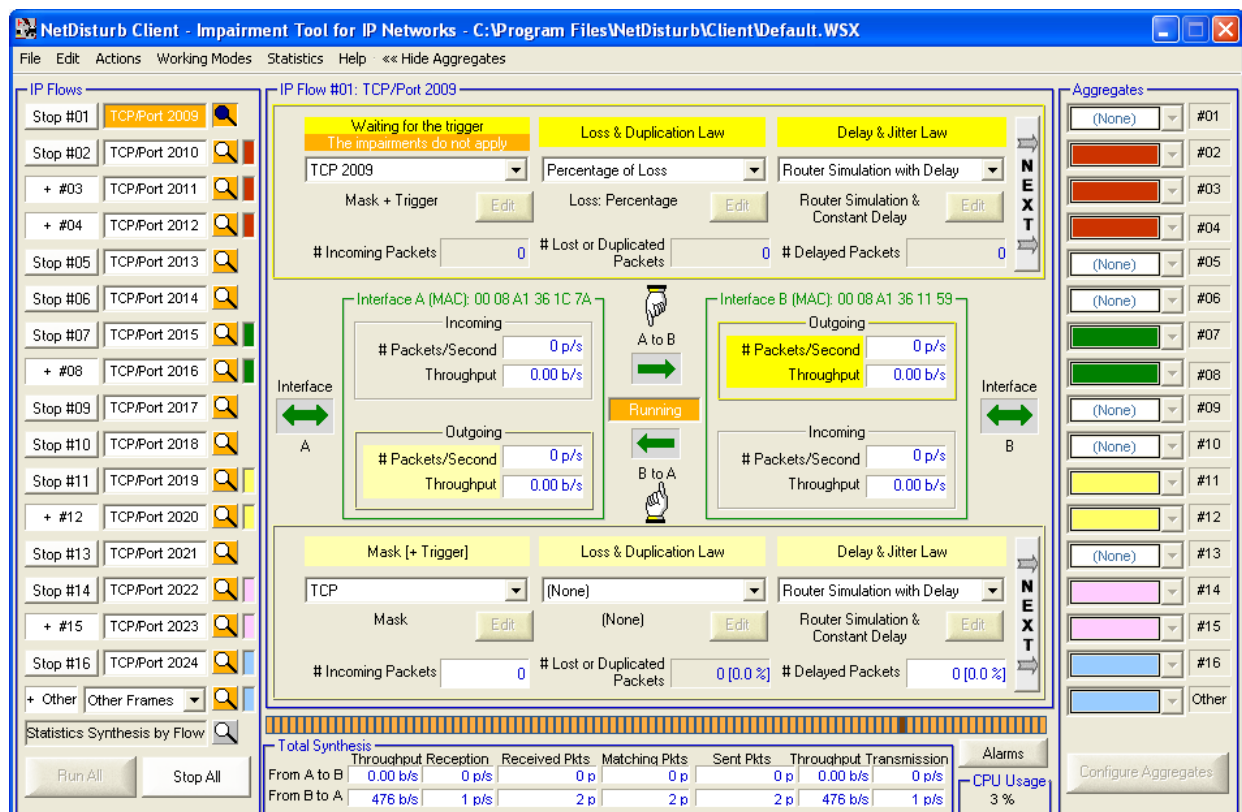 NetDisturb Client - Impairment Tool for IP Networks - C:\Program Files\NetDisturb\Client\Default.WSX
File Edit Actions Working Modes Statistics Help «« Hide Aggregates
IP Flows
Stop #01 TCP/Port 2009
Stop #02 TCP/Port 2010
+ #03 TCP/Port 2011
+ #04 TCP/Port 2012
Stop #05 TCP/Port 2013
Stop #06 TCP/Port 2014
Stop #07 TCP/Port 2015
+ #08 TCP/Port 2016
Stop #09 TCP/Port 2017
Stop #10 TCP/Port 2018
Stop #11 TCP/Port 2019
+ #12 TCP/Port 2020
Stop #13 TCP/Port 2021
Stop #14 TCP/Port 2022
+ #15 TCP/Port 2023
Stop #16 TCP/Port 2024
+ Other Other Frames
Statistics Synthesis by Flow
Run All Stop All
IP Flow #01: TCP/Port 2009
Waiting for the trigger
The impairments do not apply
Loss & Duplication Law
Delay & Jitter Law
TCP 2009 Percentage of Loss Router Simulation with Delay
Mask + Trigger Edit Loss: Percentage Edit Router Simulation & Constant Delay Edit
# Incoming Packets 0 # Lost or Duplicated Packets 0 # Delayed Packets 0
NEXT
Interface A (MAC): 00 08 A1 36 1C 7A
Incoming
# Packets/Second 0 p/s
Throughput 0.00 b/s
Outgoing
# Packets/Second 0 p/s
Throughput 0.00 b/s
Interface
A
A to B
Running
B to A
Interface B (MAC): 00 08 A1 36 11 59
Outgoing
# Packets/Second 0 p/s
Throughput 0.00 b/s
Incoming
# Packets/Second 0 p/s
Throughput 0.00 b/s
Interface
B
Mask [+ Trigger] Loss & Duplication Law Delay & Jitter Law
TCP (None) Router Simulation with Delay
Mask Edit (None) Edit Router Simulation & Constant Delay Edit
# Incoming Packets 0 # Lost or Duplicated Packets 0 [0.0 %] # Delayed Packets 0 [0.0 %]
NEXT
Total Synthesis
Throughput Reception Received Pkts Matching Pkts Sent Pkts Throughput Transmission
From A to B 0.00 b/s 0 p/s 0 p 0 p 0 p 0.00 b/s 0 p/s
From B to A 476 b/s 1 p/s 2 p 2 p 2 p 476 b/s 1 p/s
Alarms
CPU Usage
3 %
Aggregates
(None) #01
#02
#03
#04
(None) #05
(None) #06
#07
#08
(None) #09
(None) #10
#11
#12
(None) #13
#14
#15
#16
Other
Configure Aggregates